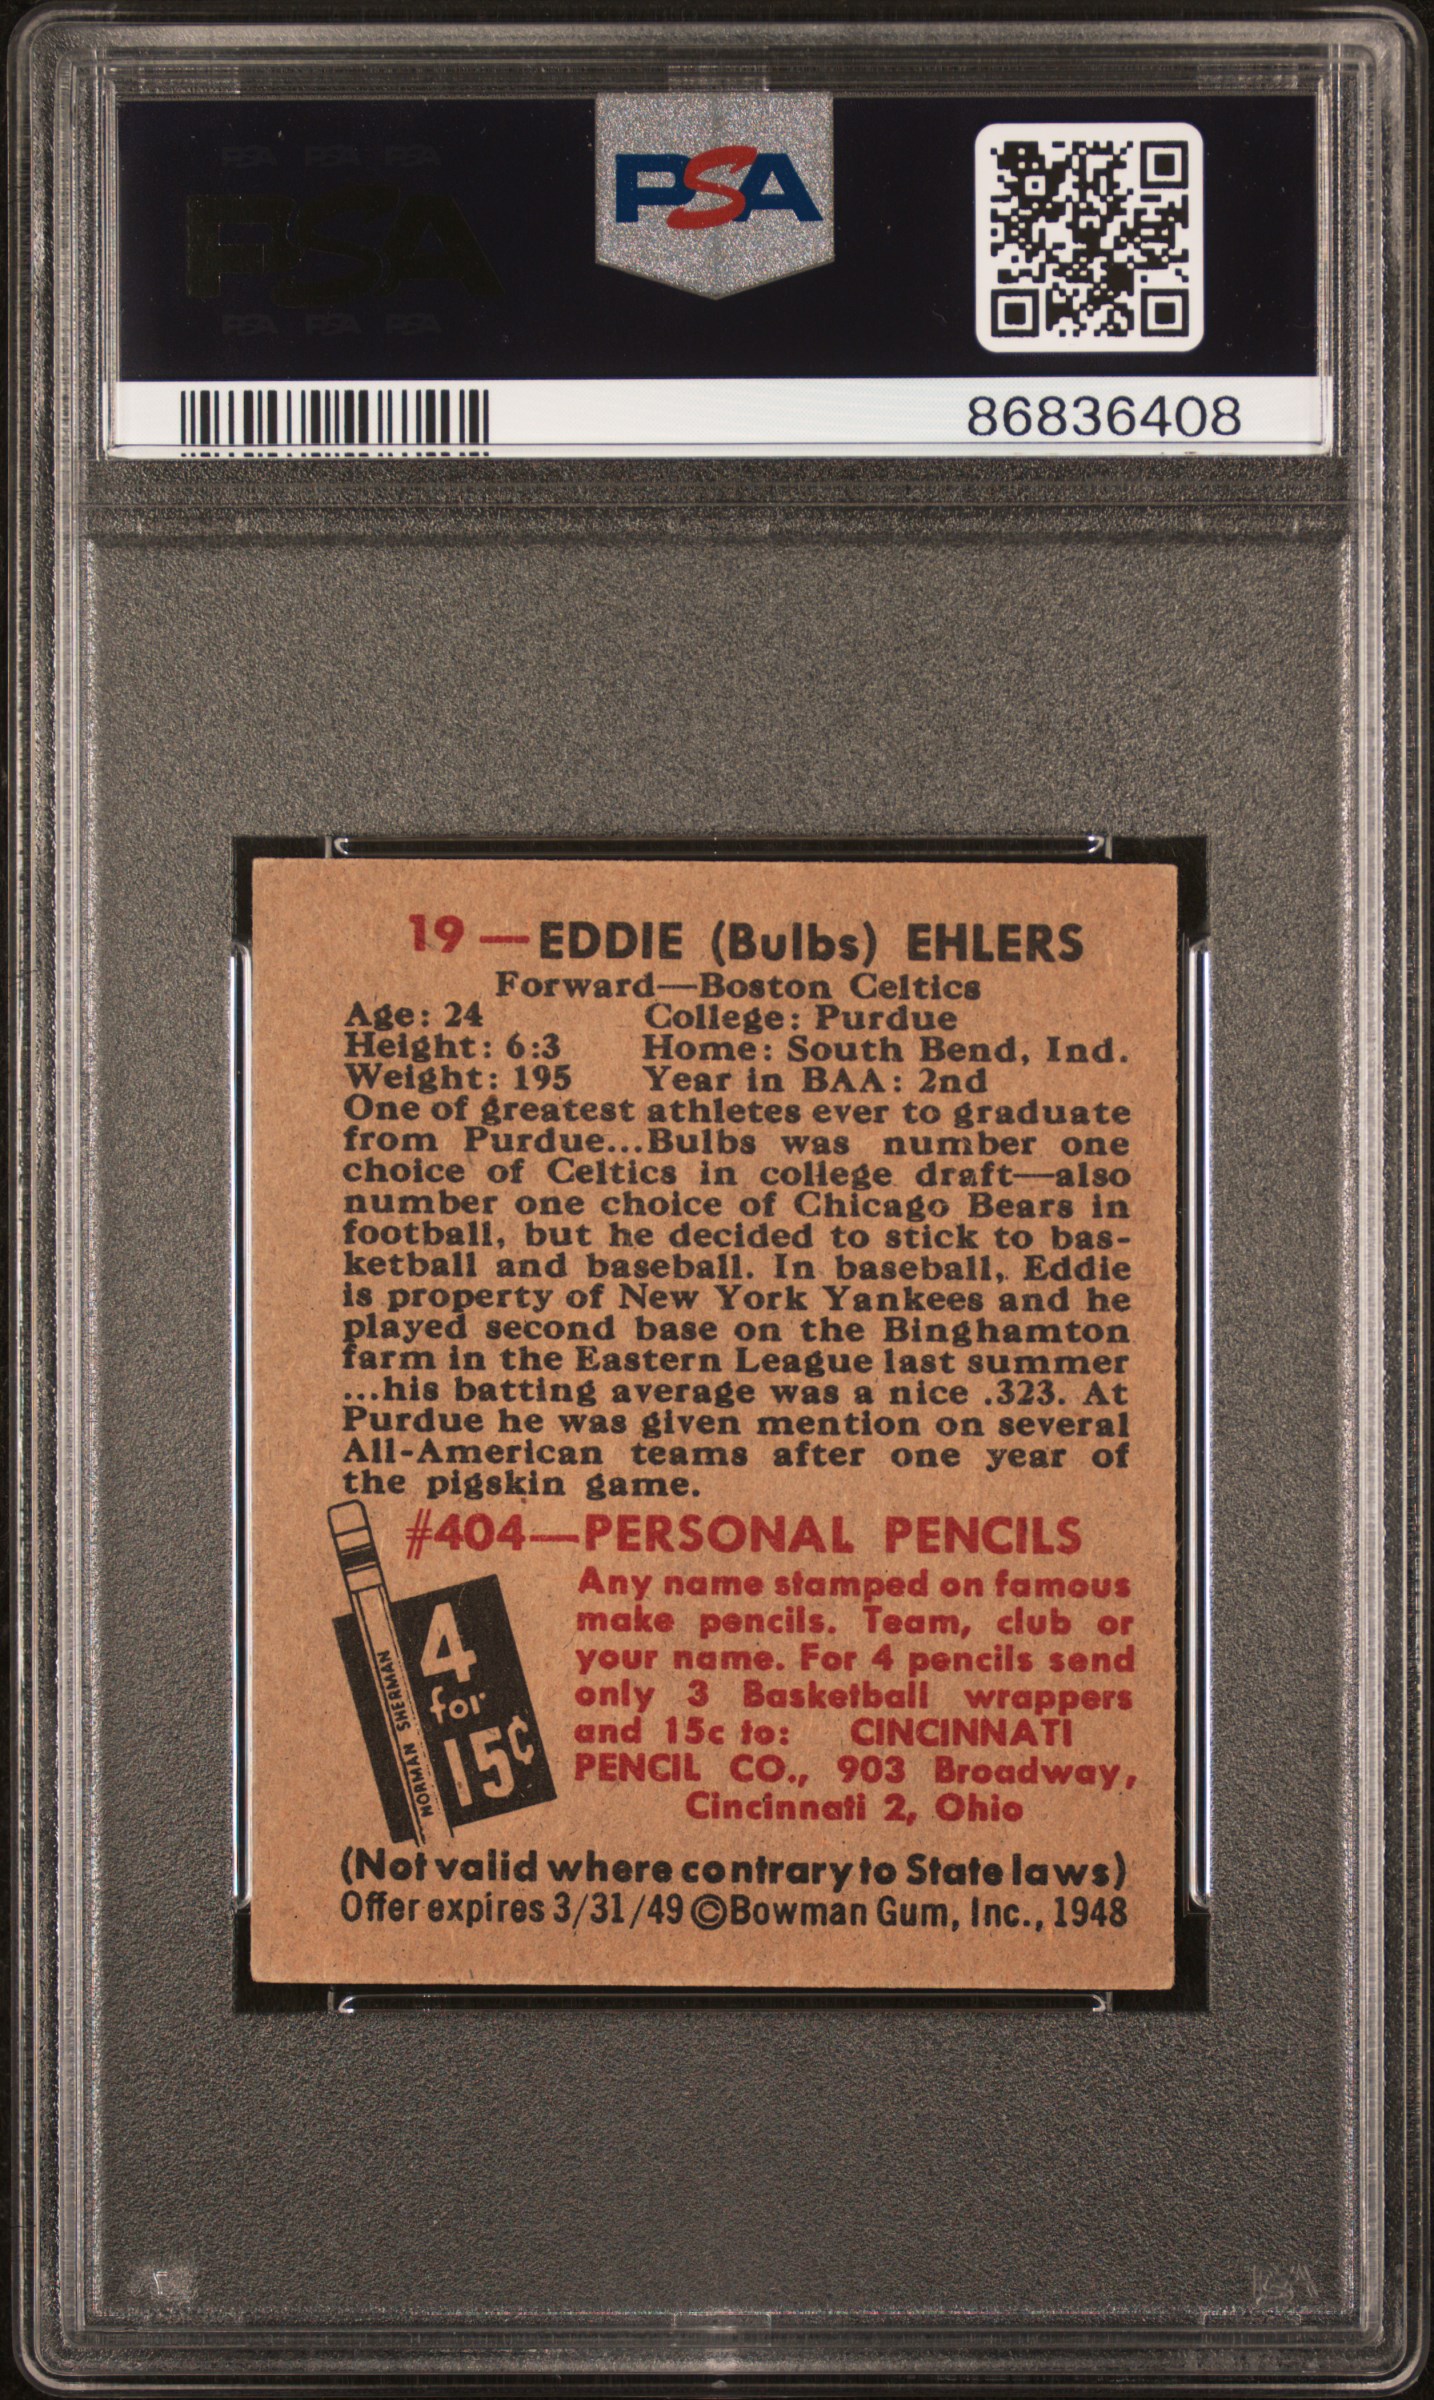 PSA PSA PSA
PSA
PSA PSA PSA
PSA
86836408
19—EDDIE (Bulbs) EHLERS
Forward—Boston Celtics
Age: 24 College: Purdue
Height: 6:3 Home: South Bend, Ind.
Weight: 195 Year in BAA: 2nd
One of greatest athletes ever to graduate
from Purdue...Bulbs was number one
choice of Celtics in college draft—also
number one choice of Chicago Bears in
football, but he decided to stick to bas-
ketball and baseball. In baseball, Eddie
is property of New York Yankees and he
played second base on the Binghamton
farm in the Eastern League last summer
...his batting average was a nice .323. At
Purdue he was given mention on several
All-American teams after one year of
the pigskin game.
#404—PERSONAL PENCILS
NORMAN SHERMAN
4
for
15¢
Any name stamped on famous
make pencils. Team, club or
your name. For 4 pencils send
only 3 Basketball wrappers
and 15c to: CINCINNATI
PENCIL CO., 903 Broadway,
Cincinnati 2, Ohio
(Not valid where contrary to State laws)
Offer expires 3/31/49 ©Bowman Gum, Inc., 1948